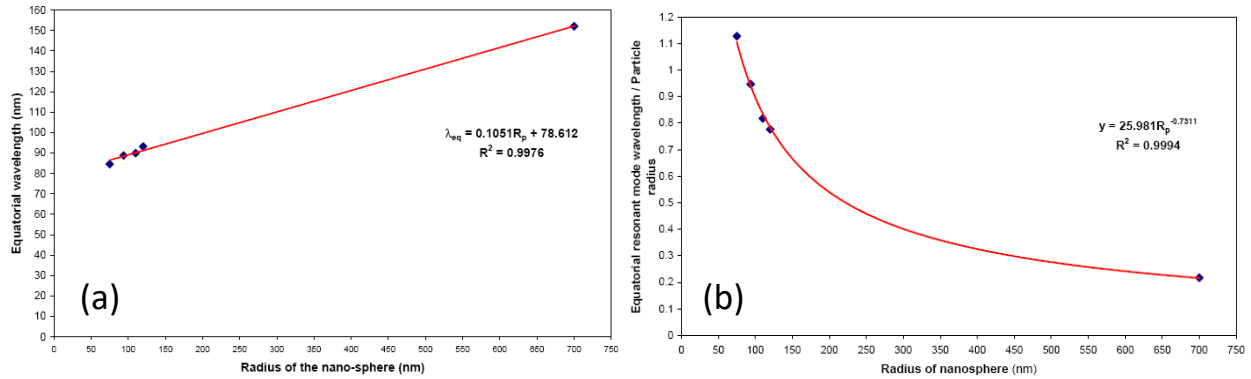 160
150
140
130
120
110
100
90
80
70
60
50
40
30
20
10
0
Equatorial wavelength (nm)
λeq = 0.1051Rp + 78.612
R² = 0.9976
(a)
0 50 100 150 200 250 300 350 400 450 500 550 600 650 700 750
Radius of the nano-sphere (nm)
1.2
1.1
1
0.9
0.8
0.7
0.6
0.5
0.4
0.3
0.2
0.1
0
Equatorial resonant mode wavelength / Particle
radius
y = 25.981Rp^-0.7311
R² = 0.9994
(b)
0 50 100 150 200 250 300 350 400 450 500 550 600 650 700 750
Radius of nanosphere (nm)